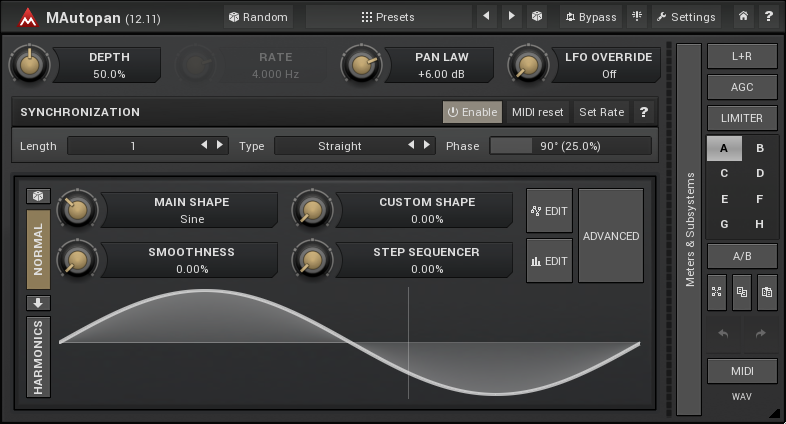 MAutopan (12.11) Random Presets Bypass Settings ?
DEPTH
50.0%
RATE
4.000 Hz
PAN LAW
+6.00 dB
LFO OVERRIDE
Off
SYNCHRONIZATION Enable MIDI reset Set Rate ?
Length 1 Type Straight Phase 90° (25.0%)
NORMAL
HARMONICS
MAIN SHAPE
Sine
CUSTOM SHAPE
0.00%
SMOOTHNESS
0.00%
STEP SEQUENCER
0.00%
EDIT
EDIT
ADVANCED
Meters & Subsystems
L+R
AGC
LIMITER
A B
C D
E F
G H
A/B
MIDI
WAV